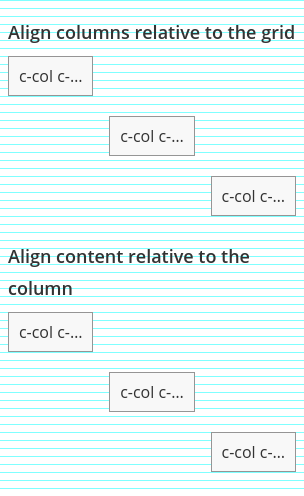 Align columns relative to the grid
c-col c-...
c-col c-...
c-col c-...
Align content relative to the
column
c-col c-...
c-col c-...
c-col c-...